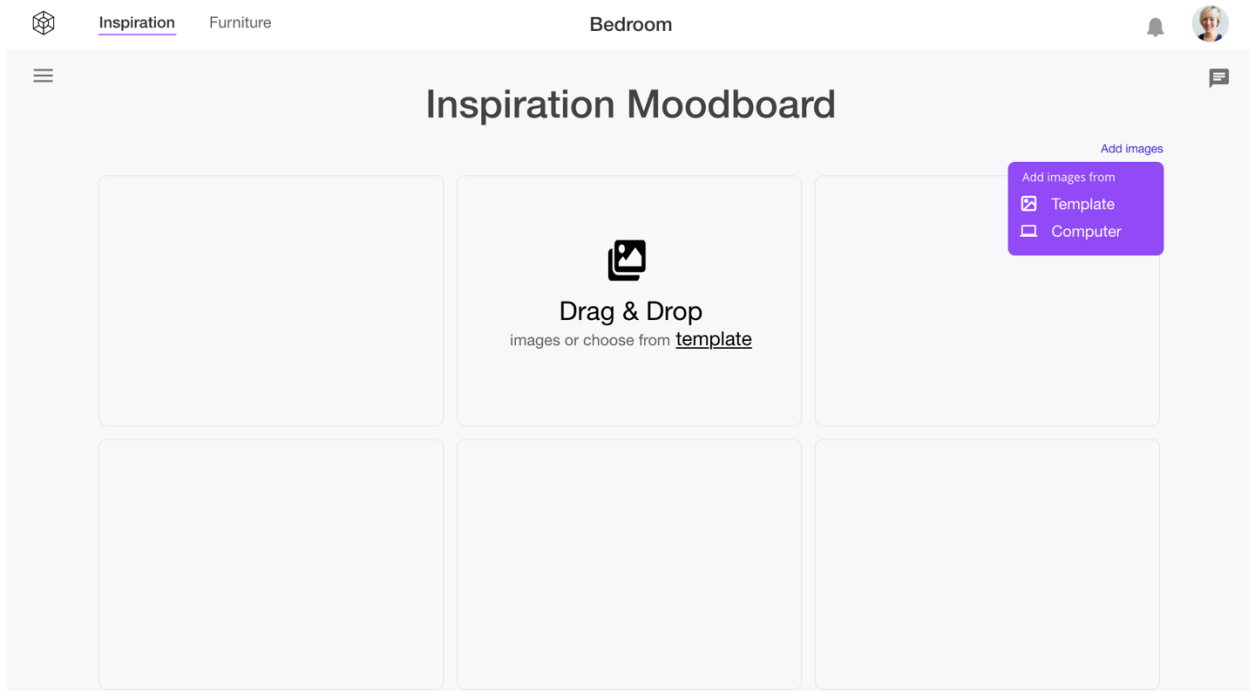 Inspiration
Furniture
Bedroom
Inspiration Moodboard
Add images
Add images from
Template
Computer
Drag & Drop
images or choose from template